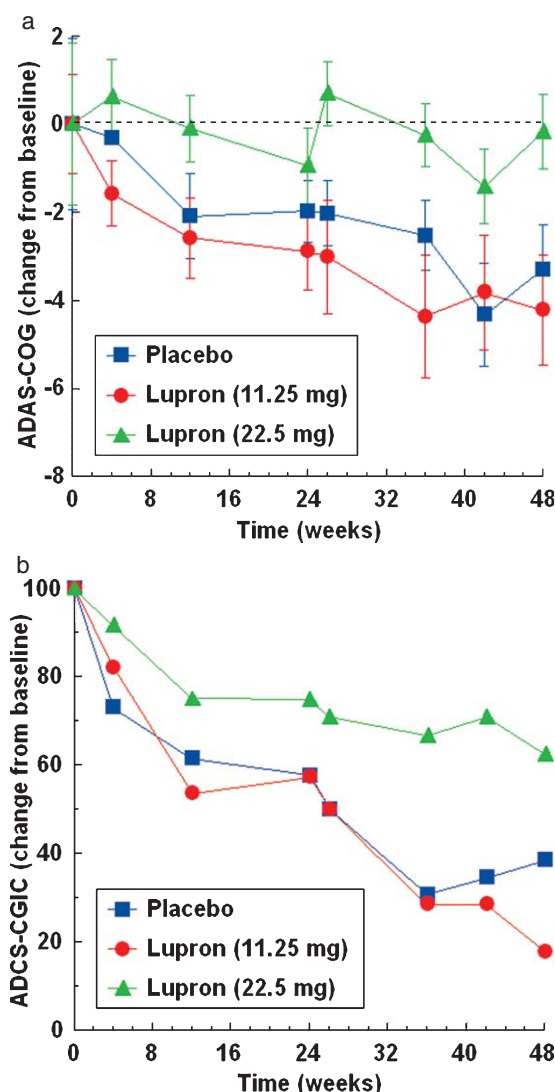 a
ADAS-COG (change from baseline)
2
0
-2
-4
-6
-8
Placebo
Lupron (11.25 mg)
Lupron (22.5 mg)
0 8 16 24 32 40 48
Time (weeks)
b
ADCS-CGIC (change from baseline)
100
80
60
40
20
0
Placebo
Lupron (11.25 mg)
Lupron (22.5 mg)
0 8 16 24 32 40 48
Time (weeks)